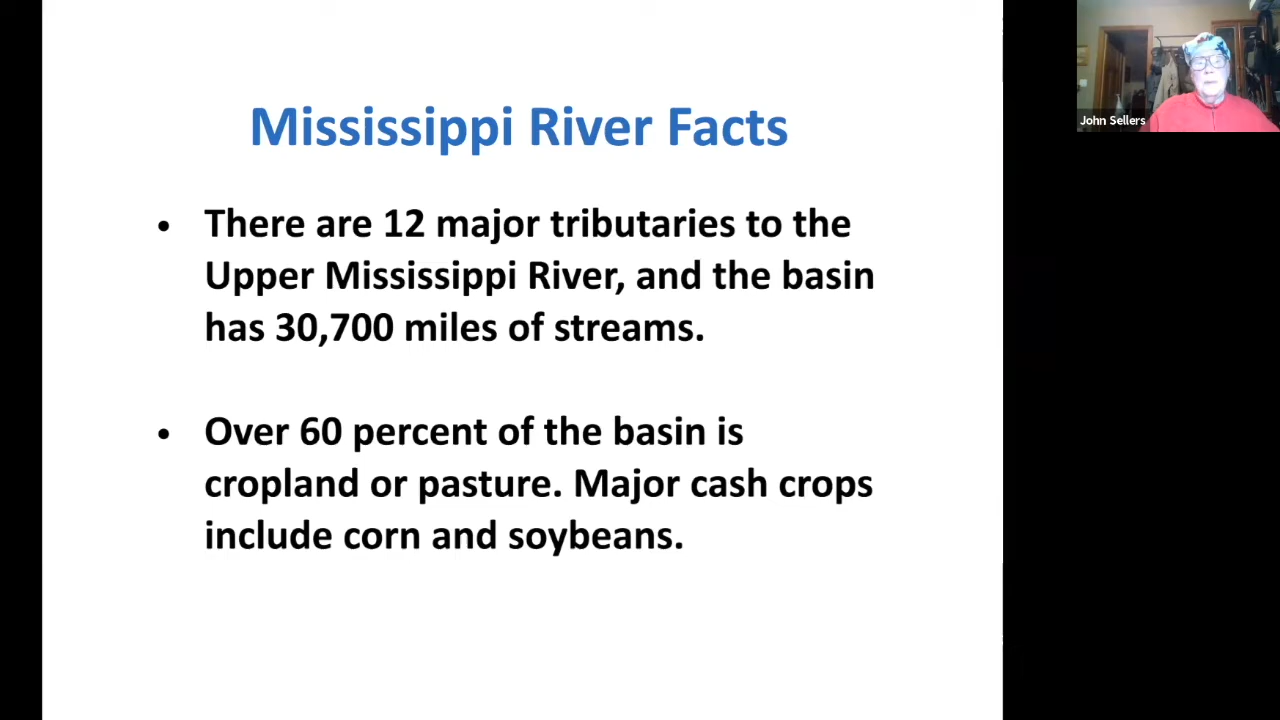 Mississippi River Facts
• There are 12 major tributaries to the
Upper Mississippi River, and the basin
has 30,700 miles of streams.
• Over 60 percent of the basin is
cropland or pasture. Major cash crops
include corn and soybeans.
John Sellers